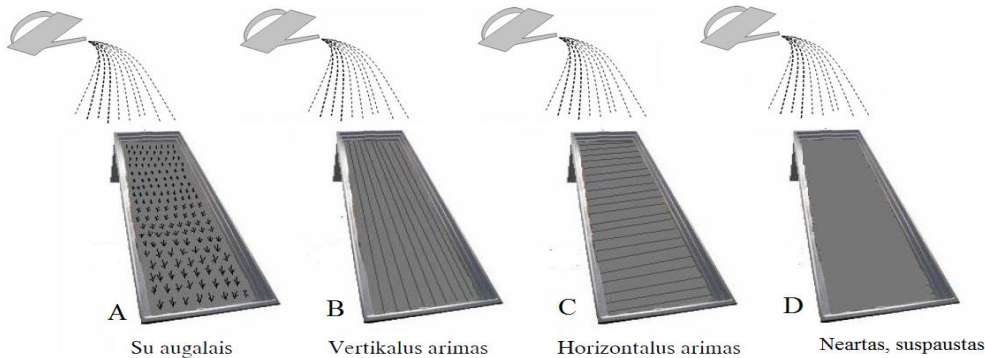 A
B
C
D
Su augalais
Vertikalus arimas
Horizontalus arimas
Neartas, suspaustas